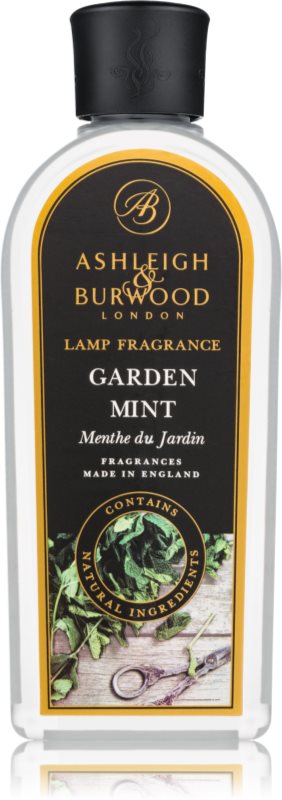 AB
ASHLEIGH
&
BURWOOD
LONDON
LAMP FRAGRANCE
GARDEN
MINT
Menthe du Jardin
FRAGRANCES
MADE IN ENGLAND
CONTAINS
NATURAL INGREDIENTS